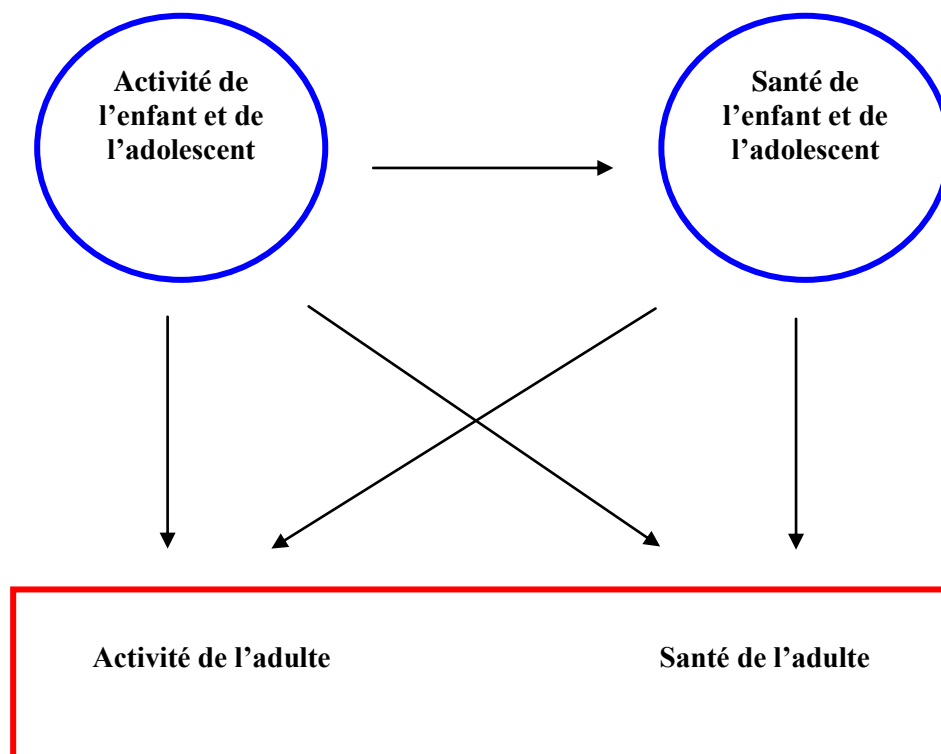 Activité de
l’enfant et de
l’adolescent
Santé de
l’enfant et de
l’adolescent
Activité de l’adulte
Santé de l’adulte